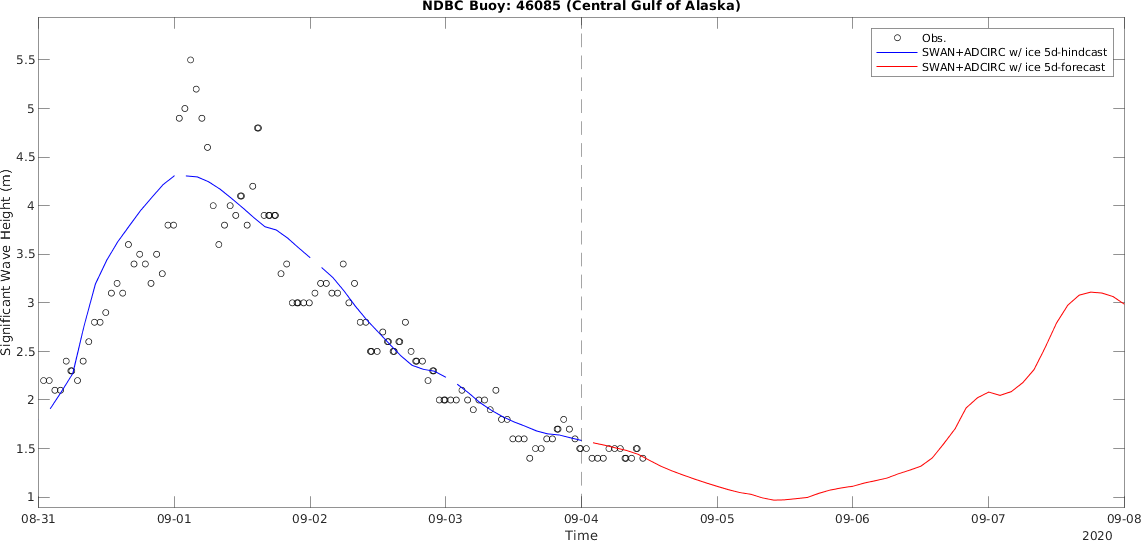 NDBC Buoy: 46085 (Central Gulf of Alaska)
Obs.
SWAN+ADCIRC w/ ice 5d-hindcast
SWAN+ADCIRC w/ ice 5d-forecast
Significant Wave Height (m)
5.5
5
4.5
4
3.5
3
2.5
2
1.5
1
08-31 09-01 09-02 09-03 09-04 09-05 09-06 09-07 09-08
Time
2020